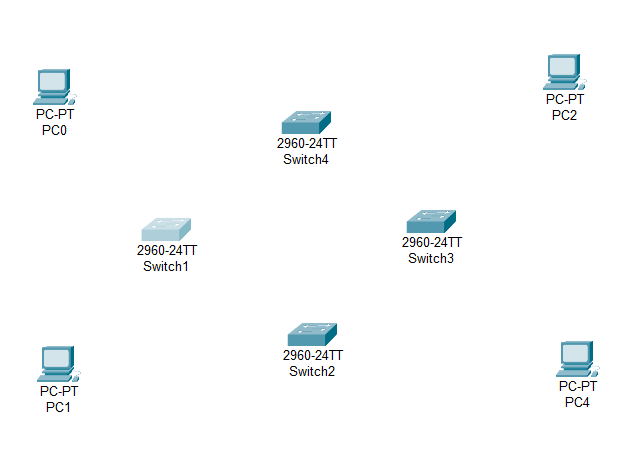 PC-PT
PC0
PC-PT
PC2
2960-24TT
Switch4
2960-24TT
Switch1
2960-24TT
Switch3
2960-24TT
Switch2
PC-PT
PC1
PC-PT
PC4